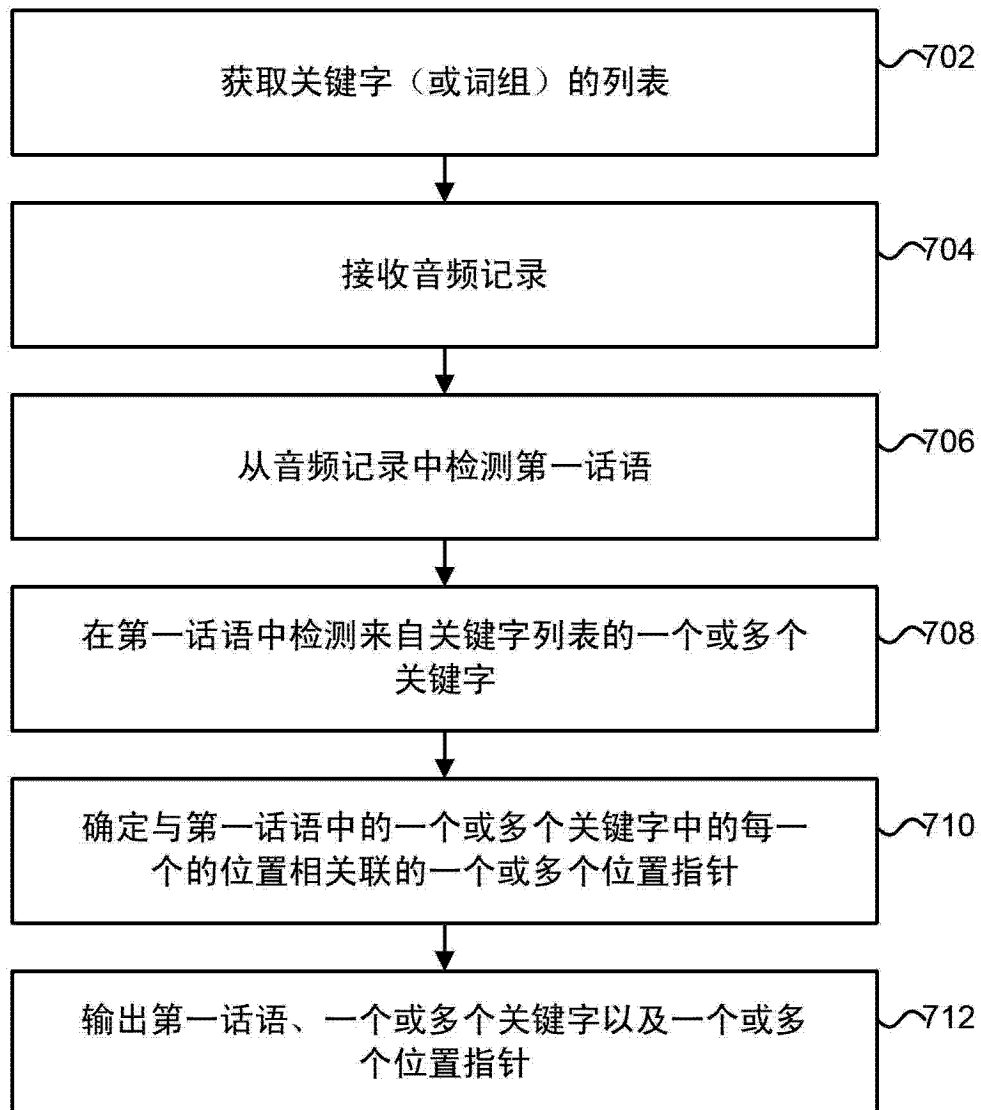 获取关键字（或词组）的列表
702
接收音频记录
704
从音频记录中检测第一话语
706
在第一话语中检测来自关键字列表的一个或多个
关键字
708
确定与第一话语中的一个或多个关键字中的每一
个的位置相关联的一个或多个位置指针
710
输出第一话语、一个或多个关键字以及一个或多
个位置指针
712